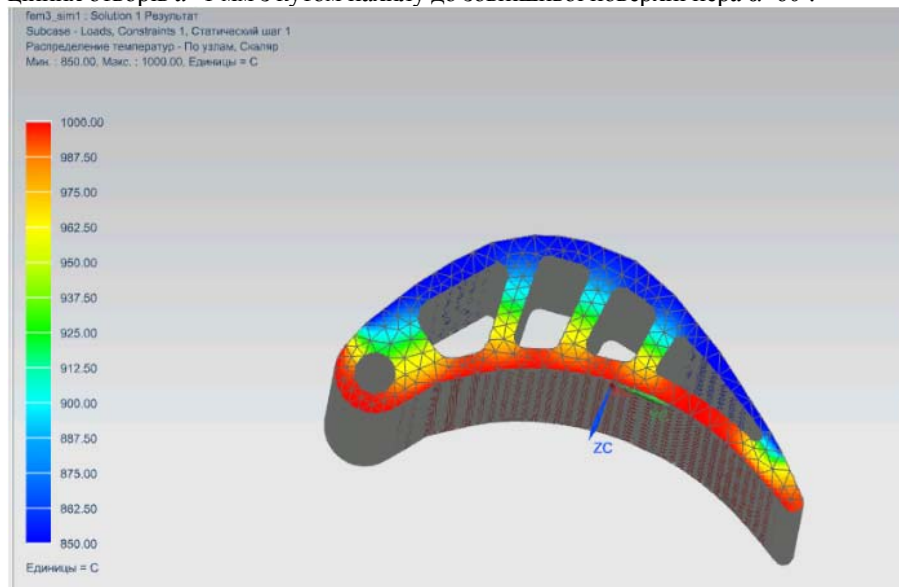 fem3_sim1 : Solution 1 Результат
Subcase - Loads, Constraints 1, Статический шаг 1
Распределение температур - По узлам, Скаляр
Мин. : 850.00, Макс. : 1000.00, Единицы = C
1000.00
987.50
975.00
962.50
950.00
937.50
925.00
912.50
900.00
887.50
875.00
862.50
850.00
Единицы = C
ZC